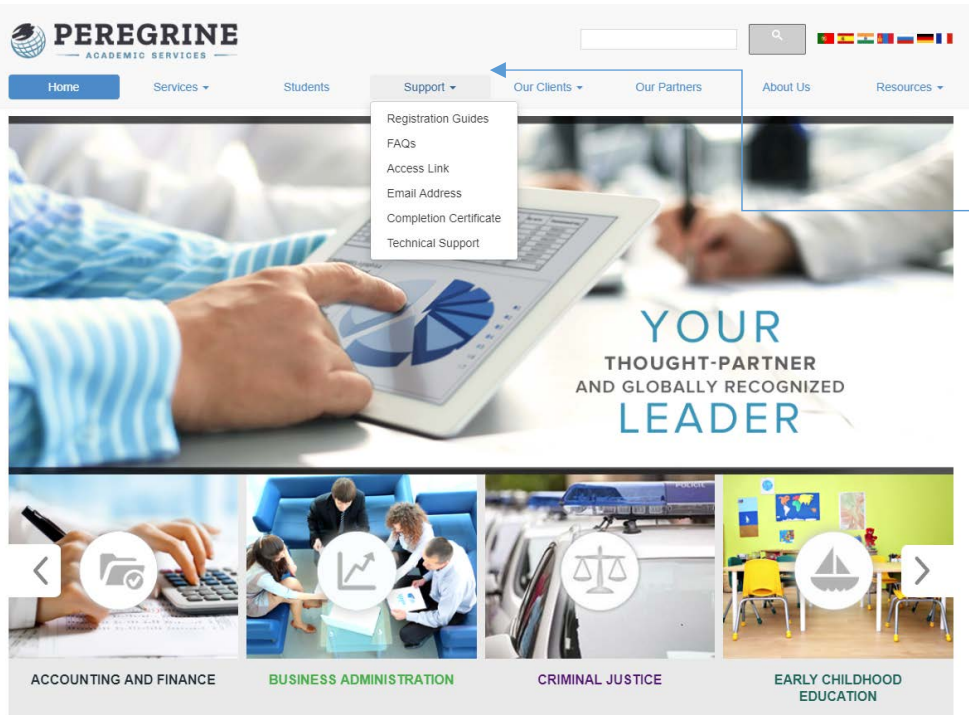 PEREGRINE
ACADEMIC SERVICES
Home Services Students Support Our Clients Our Partners About Us Resources
Registration Guides
FAQs
Access Link
Email Address
Completion Certificate
Technical Support
YOUR
THOUGHT-PARTNER
AND GLOBALLY RECOGNIZED
LEADER
ACCOUNTING AND FINANCE
BUSINESS ADMINISTRATION
CRIMINAL JUSTICE
EARLY CHILDHOOD
EDUCATION